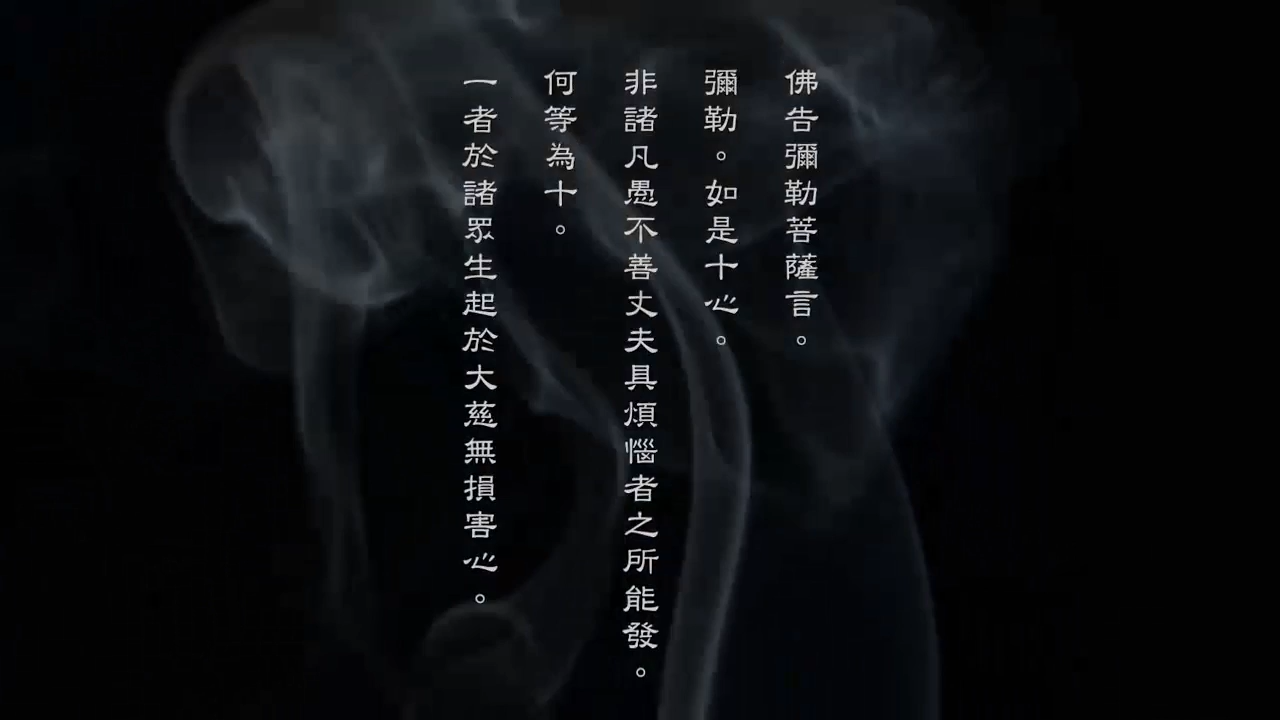 佛告彌勒菩薩言。
彌勒。如是十心。
非諸凡愚不善丈夫具煩惱者之所能發。
何等為十。
一者於諸眾生起於大慈無損害心。